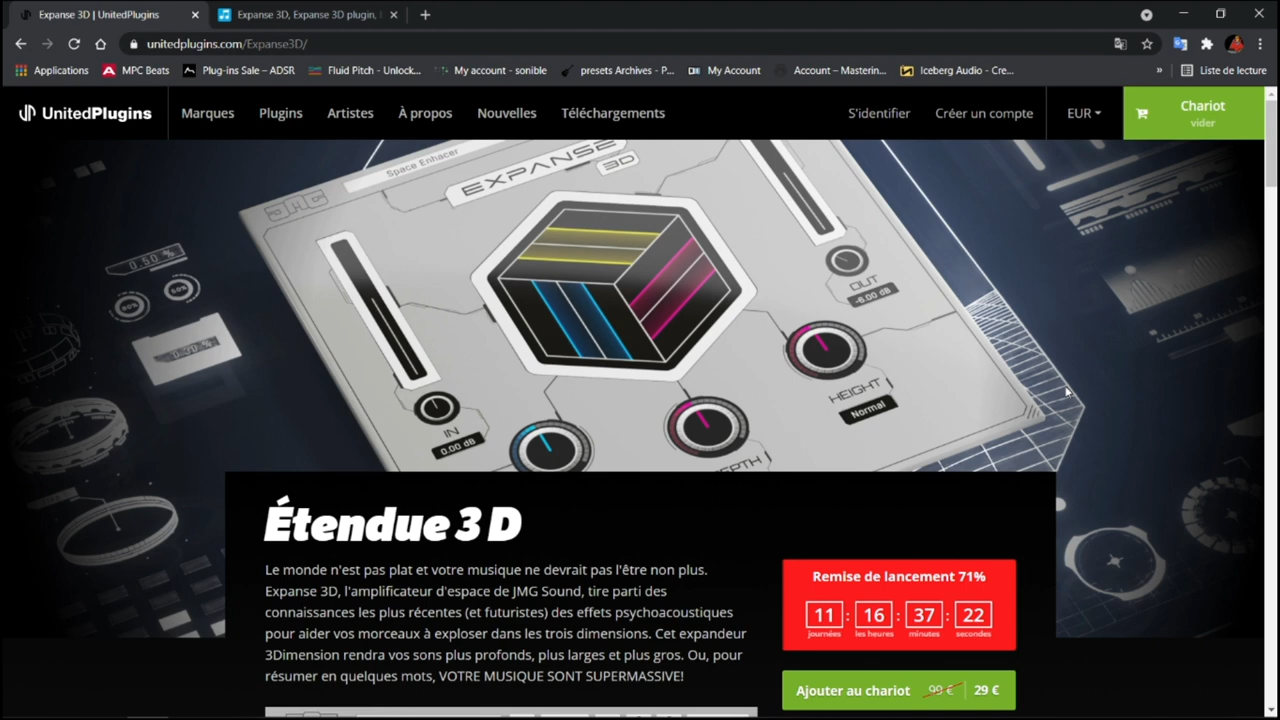 Expanse 3D | UnitedPlugins
Expanse 3D, Expanse 3D plugin,
unitedplugins.com/Expanse3D/
Applications
MPC Beats
Plug-ins Sale – ADSR
Fluid Pitch - Unlock...
My account - sonible
presets Archives - P...
My Account
Account – Masterin...
Iceberg Audio - Cre...
»
Liste de lecture
UnitedPlugins
Marques
Plugins
Artistes
À propos
Nouvelles
Téléchargements
S'identifier
Créer un compte
EUR
Chariot
vider
Space Enhacer
EXPANSE
3D
JMG
0.50 %
OUT
-6.00 dB
HEIGHT
Normal
IN
0.00 dB
DEPTH
Étendue 3 D
Le monde n'est pas plat et votre musique ne devrait pas l'être non plus.
Expanse 3D, l'amplificateur d'espace de JMG Sound, tire parti des
connaissances les plus récentes (et futuristes) des effets psychoacoustiques
pour aider vos morceaux à exploser dans les trois dimensions. Cet expandeur
3Dimension rendra vos sons plus profonds, plus larges et plus gros. Ou, pour
résumer en quelques mots, VOTRE MUSIQUE SONT SUPERMASSIVE!
Remise de lancement 71%
11 : 16 : 37 : 22
journées les heures minutes secondes
Ajouter au chariot 99 € 29 €